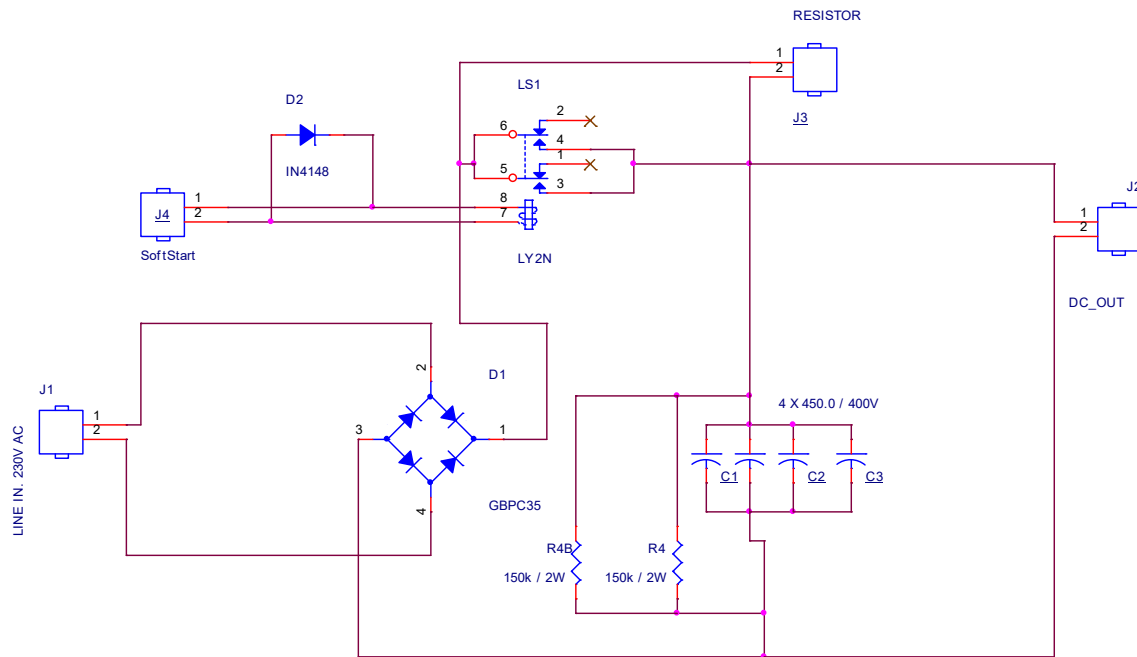 RESISTOR
1
2
J3
LS1
D2
2
6
4
1
IN4148
5
3
J2
1
8
1
J4
2
7
2
SoftStart
LY2N
DC_OUT
2
D1
J1
4 X 450.0 / 400V
1
2
3
1
C1
C2
C3
LINE IN. 230V AC
GBPC35
4
R4B
R4
150k / 2W
150k / 2W